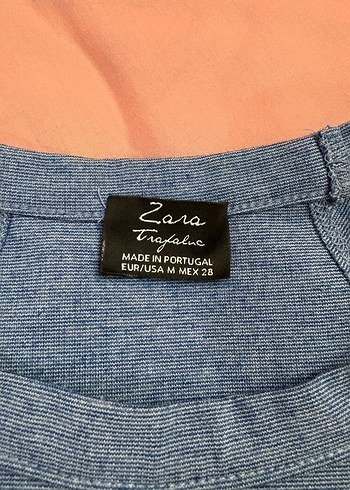 Zara
Trafaluc
MADE IN PORTUGAL
EUR/USA M MEX 28